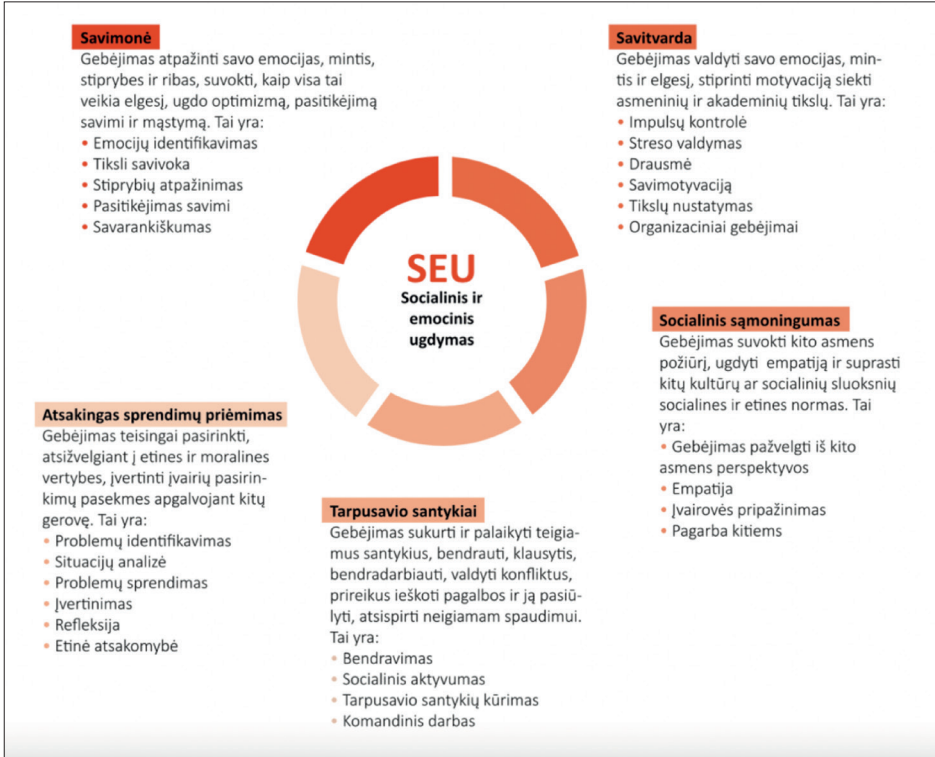 Savimonė
Gebėjimas atpažinti savo emocijas, mintis,
stiprybes ir ribas, suvokti, kaip visa tai
veikia elgesį, ugdo optimizmą, pasitikėjimą
savimi ir mąstymą. Tai yra:
• Emocijų identifikavimas
• Tiksli savivoka
• Stiprybių atpažinimas
• Pasitikėjimas savimi
• Savarankiškumas
Savitvarda
Gebėjimas valdyti savo emocijas, min-
tis ir elgesį, stiprinti motyvaciją siekti
asmeninių ir akademinių tikslų. Tai yra:
• Impulsų kontrolė
• Streso valdymas
• Drausmė
• Savimotyvaciją
• Tikslų nustatymas
• Organizaciniai gebėjimai
SEU
Socialinis ir
emocinis
ugdymas
Socialinis sąmoningumas
Gebėjimas suvokti kito asmens
požiūrį, ugdyti empatiją ir suprasti
kitų kultūrų ar socialinių sluoksnių
socialines ir etines normas. Tai
yra:
• Gebėjimas pažvelgti iš kito
asmens perspektyvos
• Empatija
• Įvairovės pripažinimas
• Pagarba kitiems
Atsakingas sprendimų priėmimas
Gebėjimas teisingai pasirinkti,
atsižvelgiant į etines ir moralines
vertybes, įvertinti įvairių pasirin-
kimų pasekmes apgalvojant kitų
gerovę. Tai yra:
• Problemų identifikavimas
• Situacijų analizė
• Problemų sprendimas
• Įvertinimas
• Refleksija
• Etinė atsakomybė
Tarpusavio santykiai
Gebėjimas sukurti ir palaikyti teigia-
mus santykius, bendrauti, klausytis,
bendradarbiauti, valdyti konfliktus,
prireikus ieškoti pagalbos ir ją pasiū-
lyti, atsispirti neigiamam spaudimui.
Tai yra:
• Bendravimas
• Socialinis aktyvumas
• Tarpusavio santykių kūrimas
• Komandinis darbas